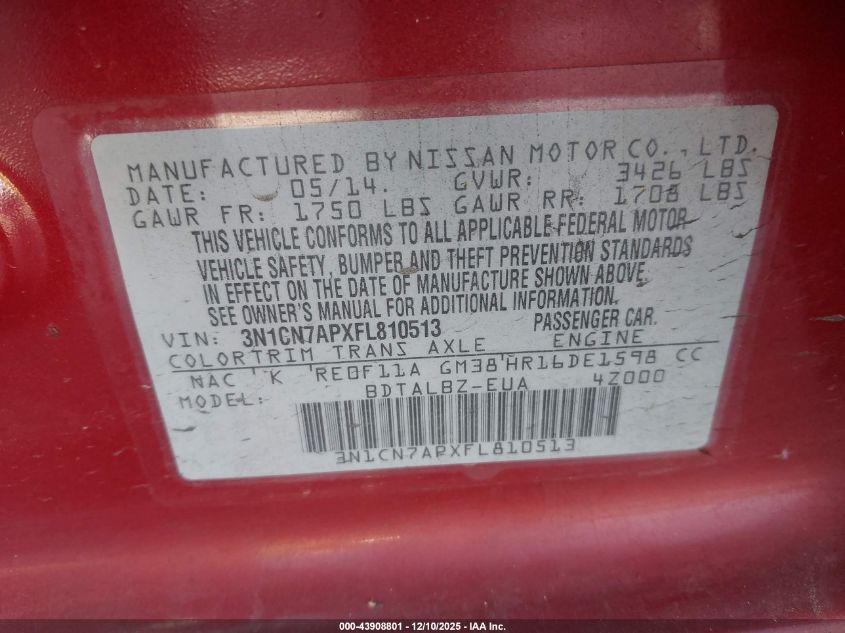 MANUFACTURED BY NISSAN MOTOR CO., LTD.
DATE: 05/14. GVWR: 3426 LBS
GAWR FR: 1750 LBS GAWR RR: 1708 LBS
THIS VEHICLE CONFORMS TO ALL APPLICABLE FEDERAL MOTOR
VEHICLE SAFETY, BUMPER AND THEFT PREVENTION STANDARDS
IN EFFECT ON THE DATE OF MANUFACTURE SHOWN ABOVE.
SEE OWNER'S MANUAL FOR ADDITIONAL INFORMATION.
VIN: 3N1CN7APXFL810513 PASSENGER CAR.
COLOR TRIM TRANS AXLE ENGINE
NAC K RE0F11A GM38 HR16DE1598 CC
MODEL: BDTALBZ-EUA 4Z000
3N1CN7APXFL810513
000-43908801 - 12/10/2025 - IAA Inc.